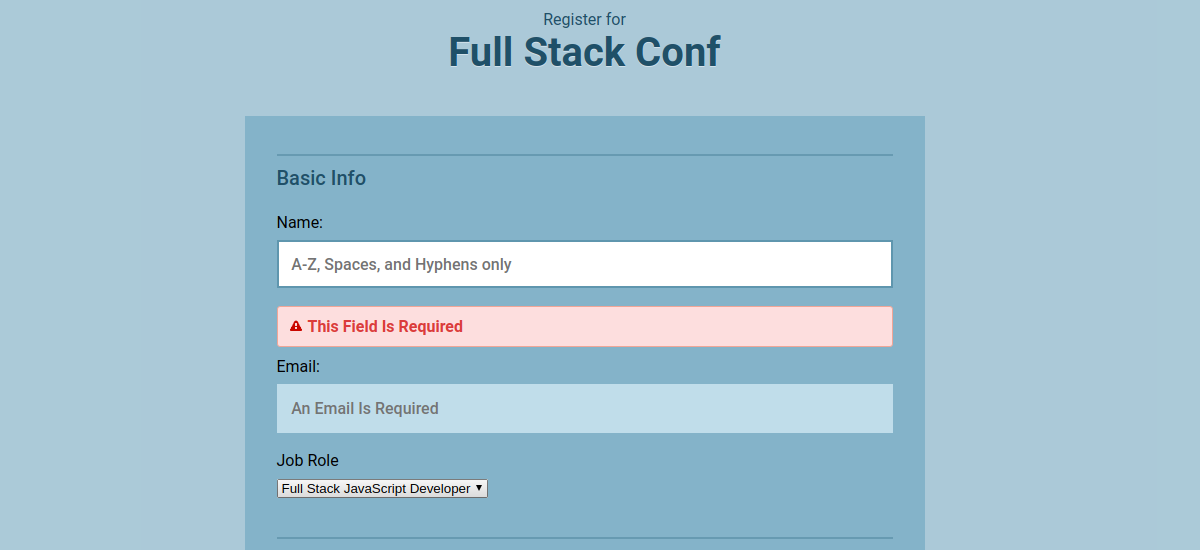 Register for
Full Stack Conf
Basic Info
Name:
A-Z, Spaces, and Hyphens only
This Field Is Required
Email:
An Email Is Required
Job Role
Full Stack JavaScript Developer